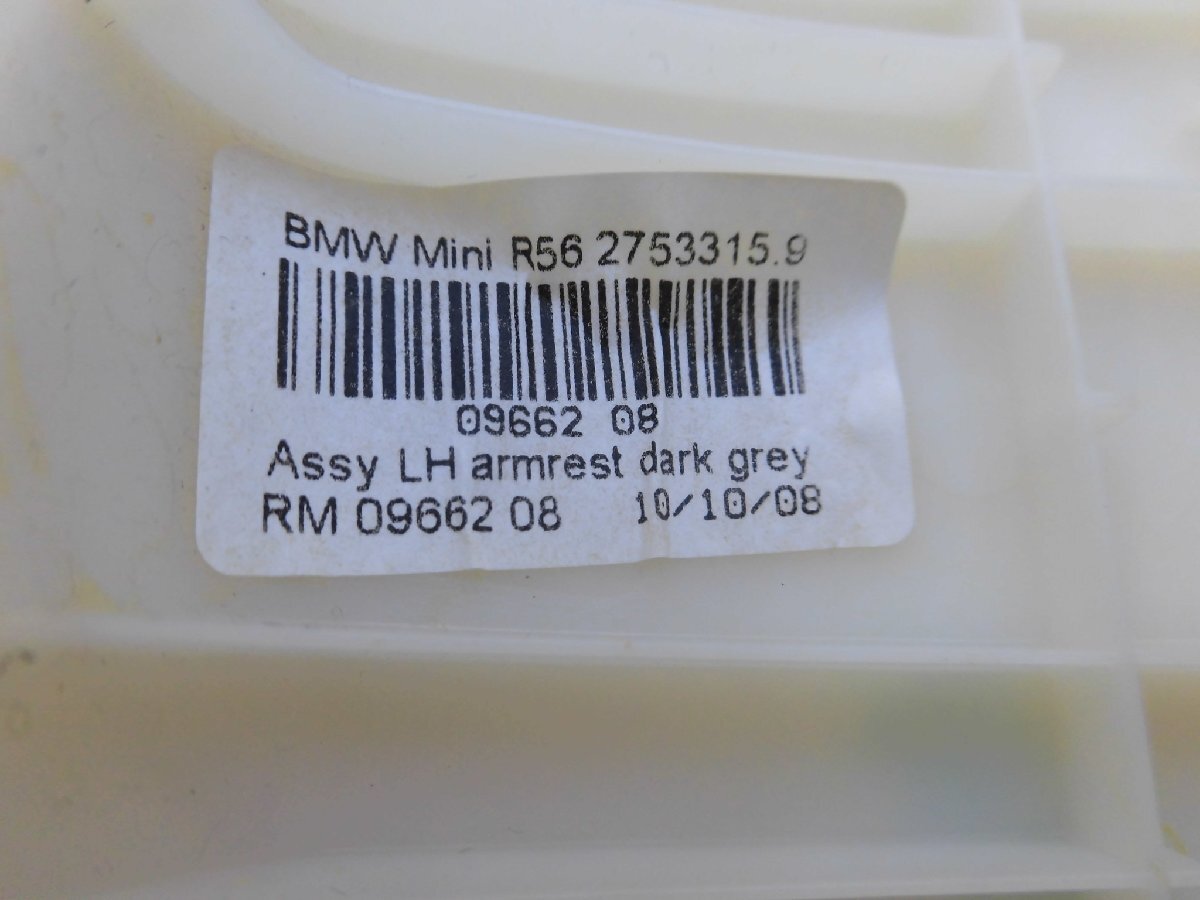 BMW Mini R56 2753315.9
09662 08
Assy LH armrest dark grey
RM 09662 08 10/10/08